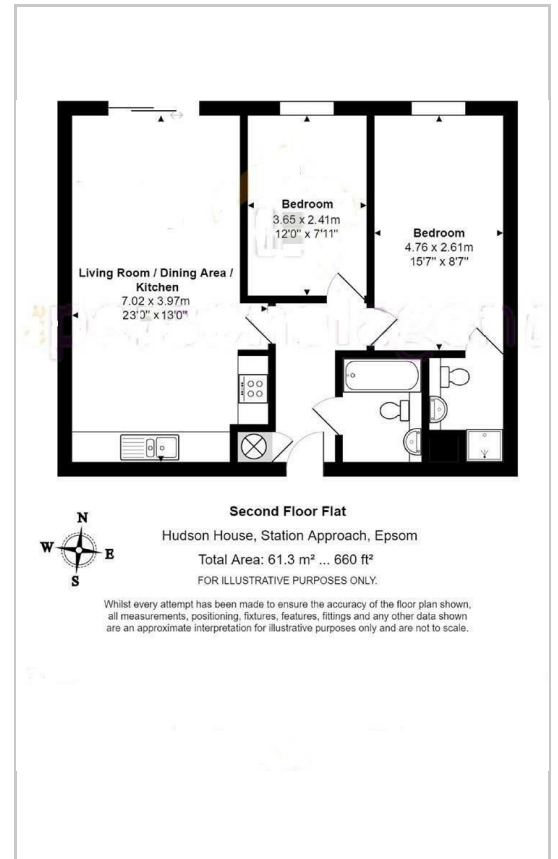 Bedroom
3.65 x 2.41m
12'0" x 7'11"
Bedroom
4.76 x 2.61m
15'7" x 8'7"
Living Room / Dining Area /
Kitchen
7.02 x 3.97m
23'0" x 13'0"
Second Floor Flat
N
W E
S
Hudson House, Station Approach, Epsom
Total Area: 61.3 m² ... 660 ft²
FOR ILLUSTRATIVE PURPOSES ONLY.
Whilst every attempt has been made to ensure the accuracy of the floor plan shown,
all measurements, positioning, fixtures, features, fittings and any other data shown
are an approximate interpretation for illustrative purposes only and are not to scale.